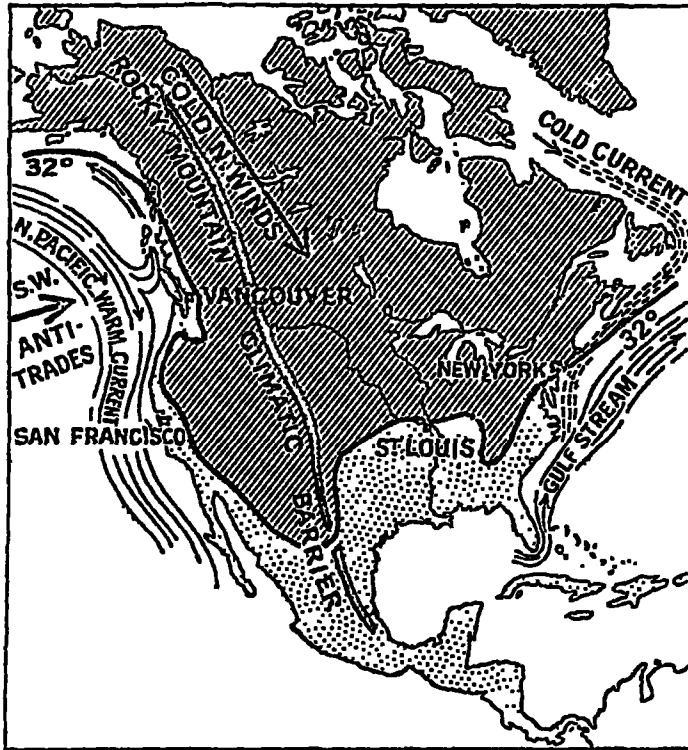 COLD N. WINDS
ROCKY MOUNTAIN CLIMATIC BARRIER
COLD CURRENT
32°
N. PACIFIC WARM CURRENT
S.W.
ANTI-
TRADES
VANCOUVER
32°
NEW YORK
SAN FRANCISCO
ST LOUIS
GULF STREAM